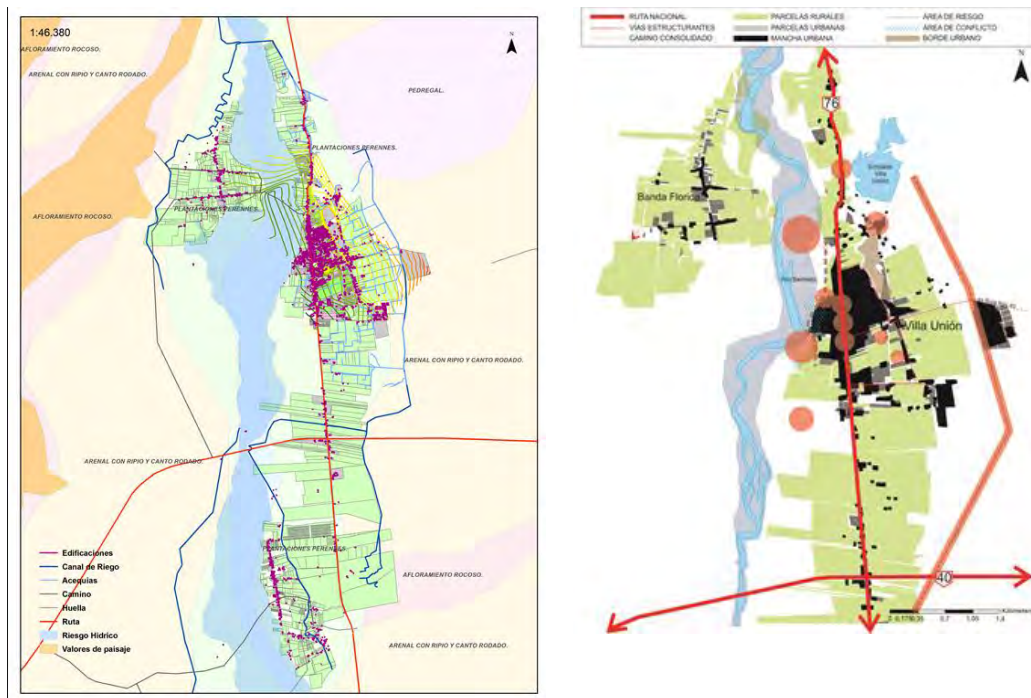 1:46.380
N
AFLORAMIENTO ROCOSO.
ARENAL CON RIPIO Y CANTO RODADO.
PEDREGAL.
PLANTACIONES PERENNES.
PLANTACIONES PERENNES.
AFLORAMIENTO ROCOSO.
ARENAL CON RIPIO Y CANTO RODADO.
ARENAL CON RIPIO Y CANTO RODADO.
PLANTACIONES PERENNES.
AFLORAMIENTO ROCOSO.
ARENAL CON RIPIO Y CANTO RODADO.
Edificaciones
Canal de Riego
Acequias
Camino
Huella
Ruta
Riesgo Hídrico
Valores de paisaje
RUTA NACIONAL
VÍAS ESTRUCTURANTES
CAMINO CONSOLIDADO
PARCELAS RURALES
PARCELAS URBANAS
MANCHA URBANA
ÁREA DE RIESGO
ÁREA DE CONFLICTO
BORDE URBANO
N
76
Villa
Unión
Banda Florida
Villa Unión
40